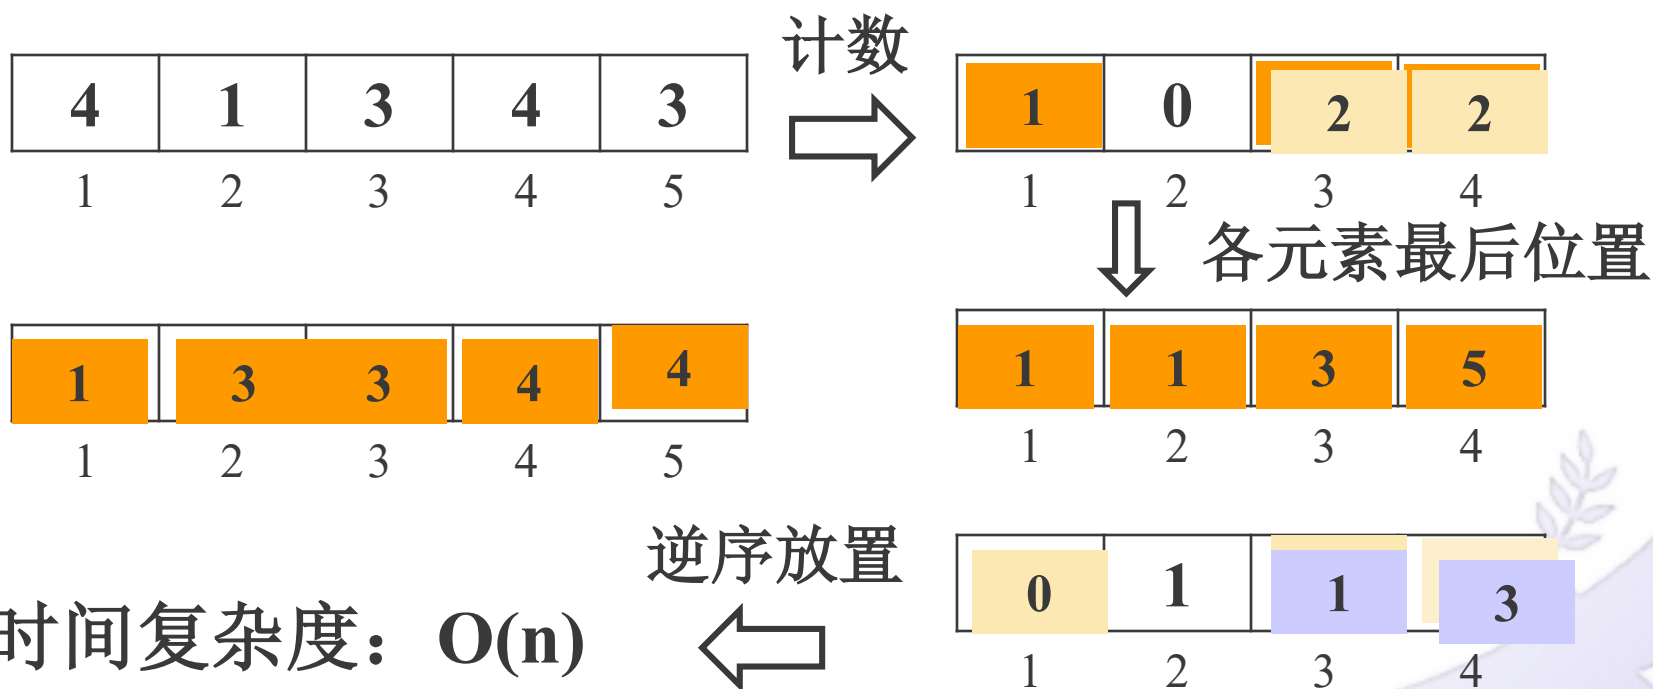 计数
4 1 3 4 3
1 2 3 4 5
1 0 2 2
1 2 3 4
各元素最后位置
1 3 3 4 4
1 2 3 4 5
1 1 3 5
1 2 3 4
逆序放置
0 1 1 3
1 2 3 4
时间复杂度：O(n)